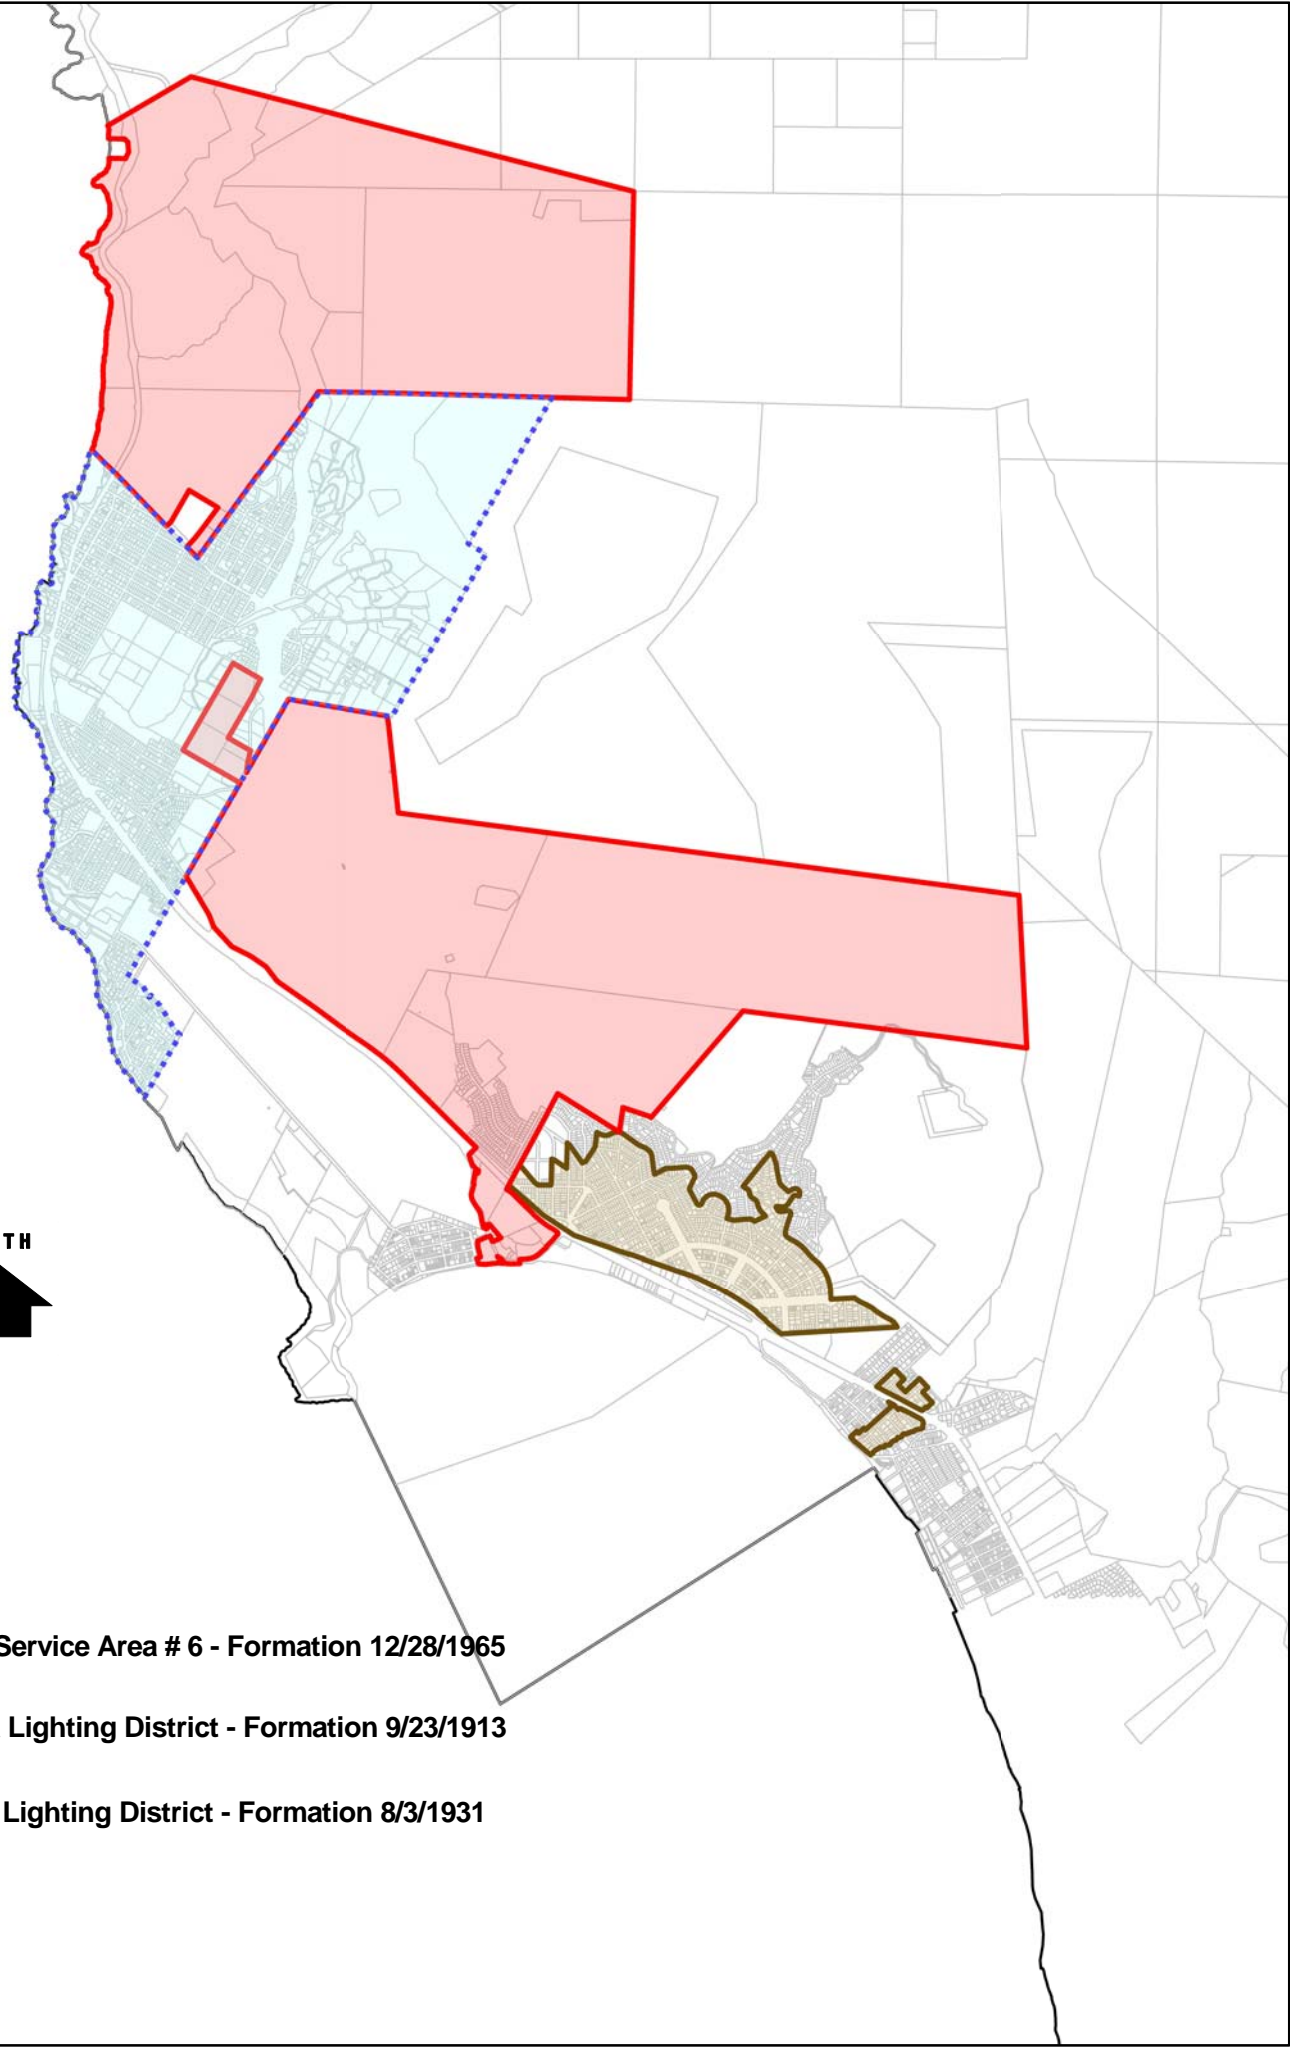 TH
Service Area # 6 - Formation 12/28/1965
Lighting District - Formation 9/23/1913
Lighting District - Formation 8/3/1931